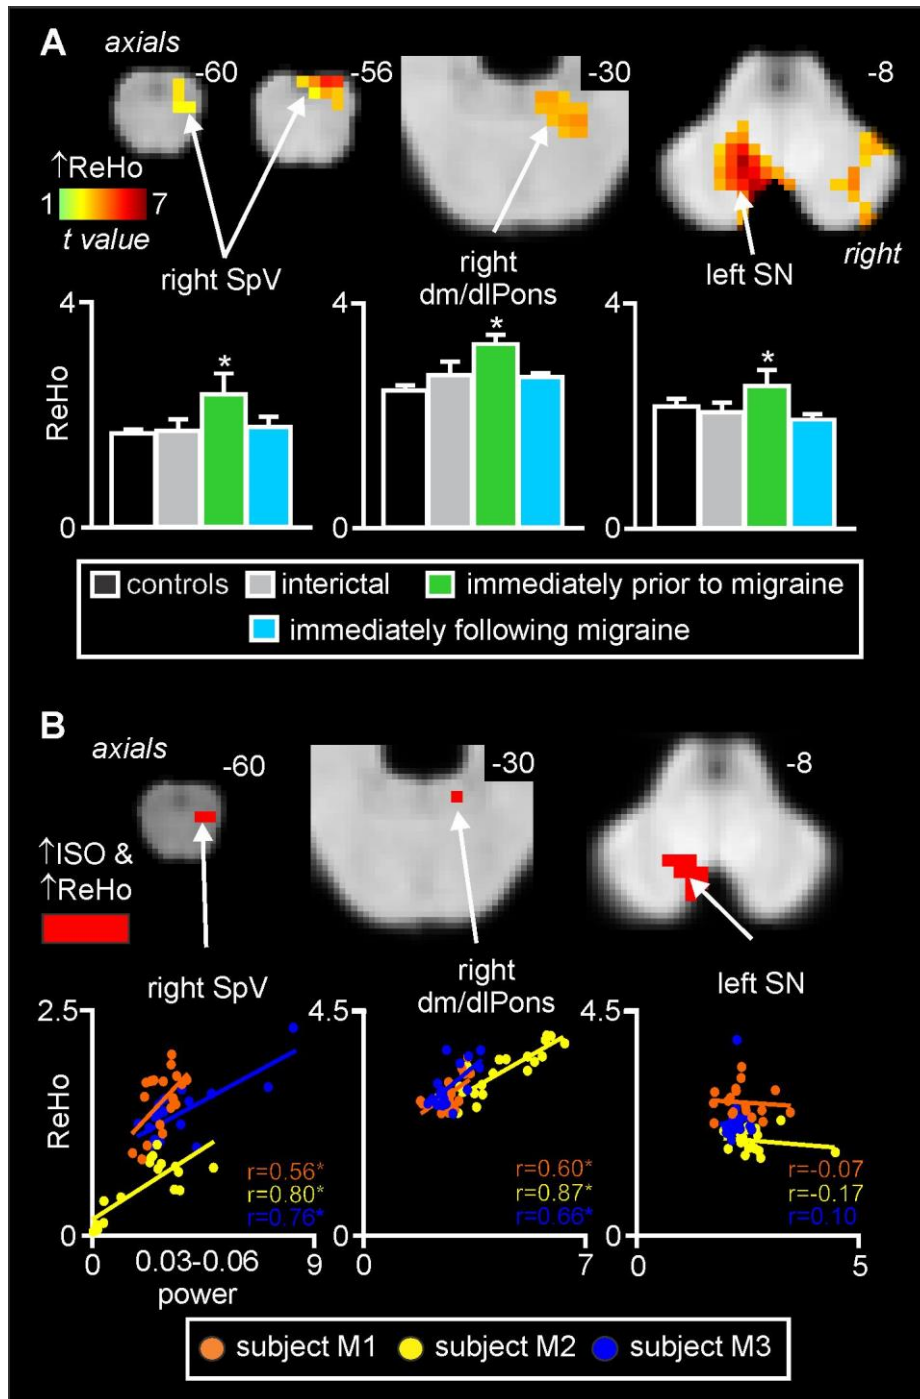 A
axials
-60
-56
-30
-8
↑ReHo
1 7
t value
right SpV
right
dm/dlPons
left SN
right
4
ReHo
0
*
4
0
*
4
0
*
controls interictal immediately prior to migraine
immediately following migraine
B
axials
-60
-30
-8
↑ISO &
↑ReHo
right SpV
right
dm/dlPons
left SN
2.5
ReHo
0
r=0.56*
r=0.80*
r=0.76*
0 0.03-0.06 9
power
4.5
0
r=0.60*
r=0.87*
r=0.66*
0 7
4.5
0
r=-0.07
r=-0.17
r=0.10
0 5
subject M1 subject M2 subject M3